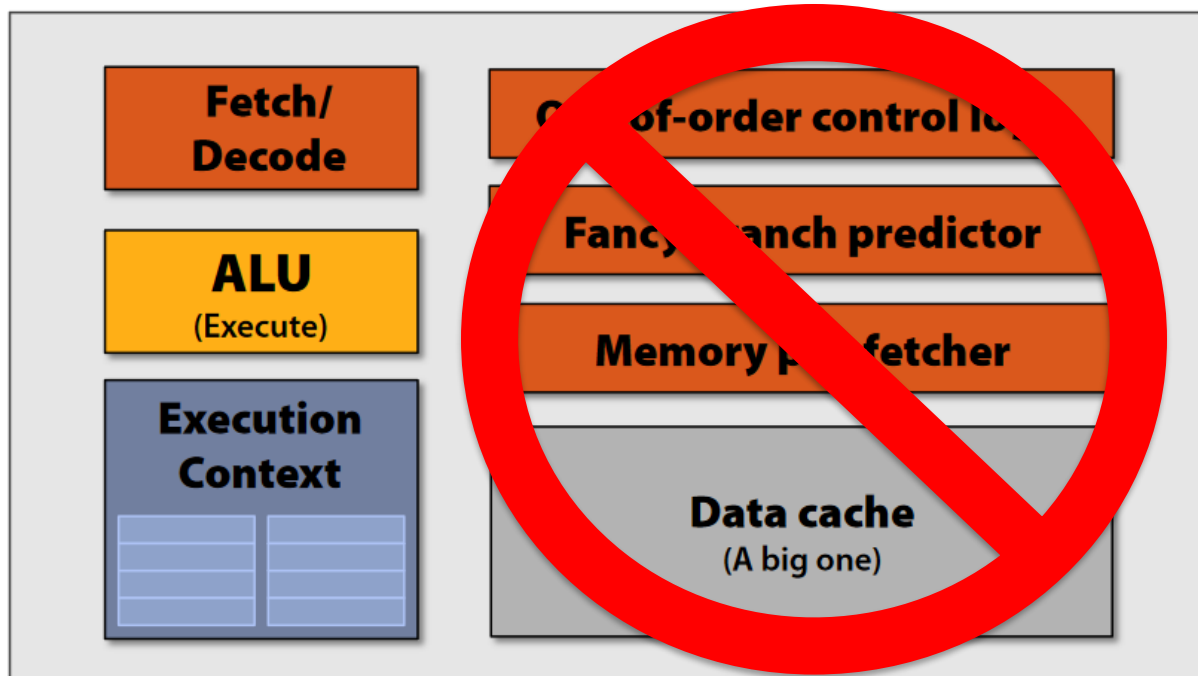 Fetch/
Decode
ALU
(Execute)
Execution
Context
of-order control
Fancy predictor
Memory
Data cache
(A big one)